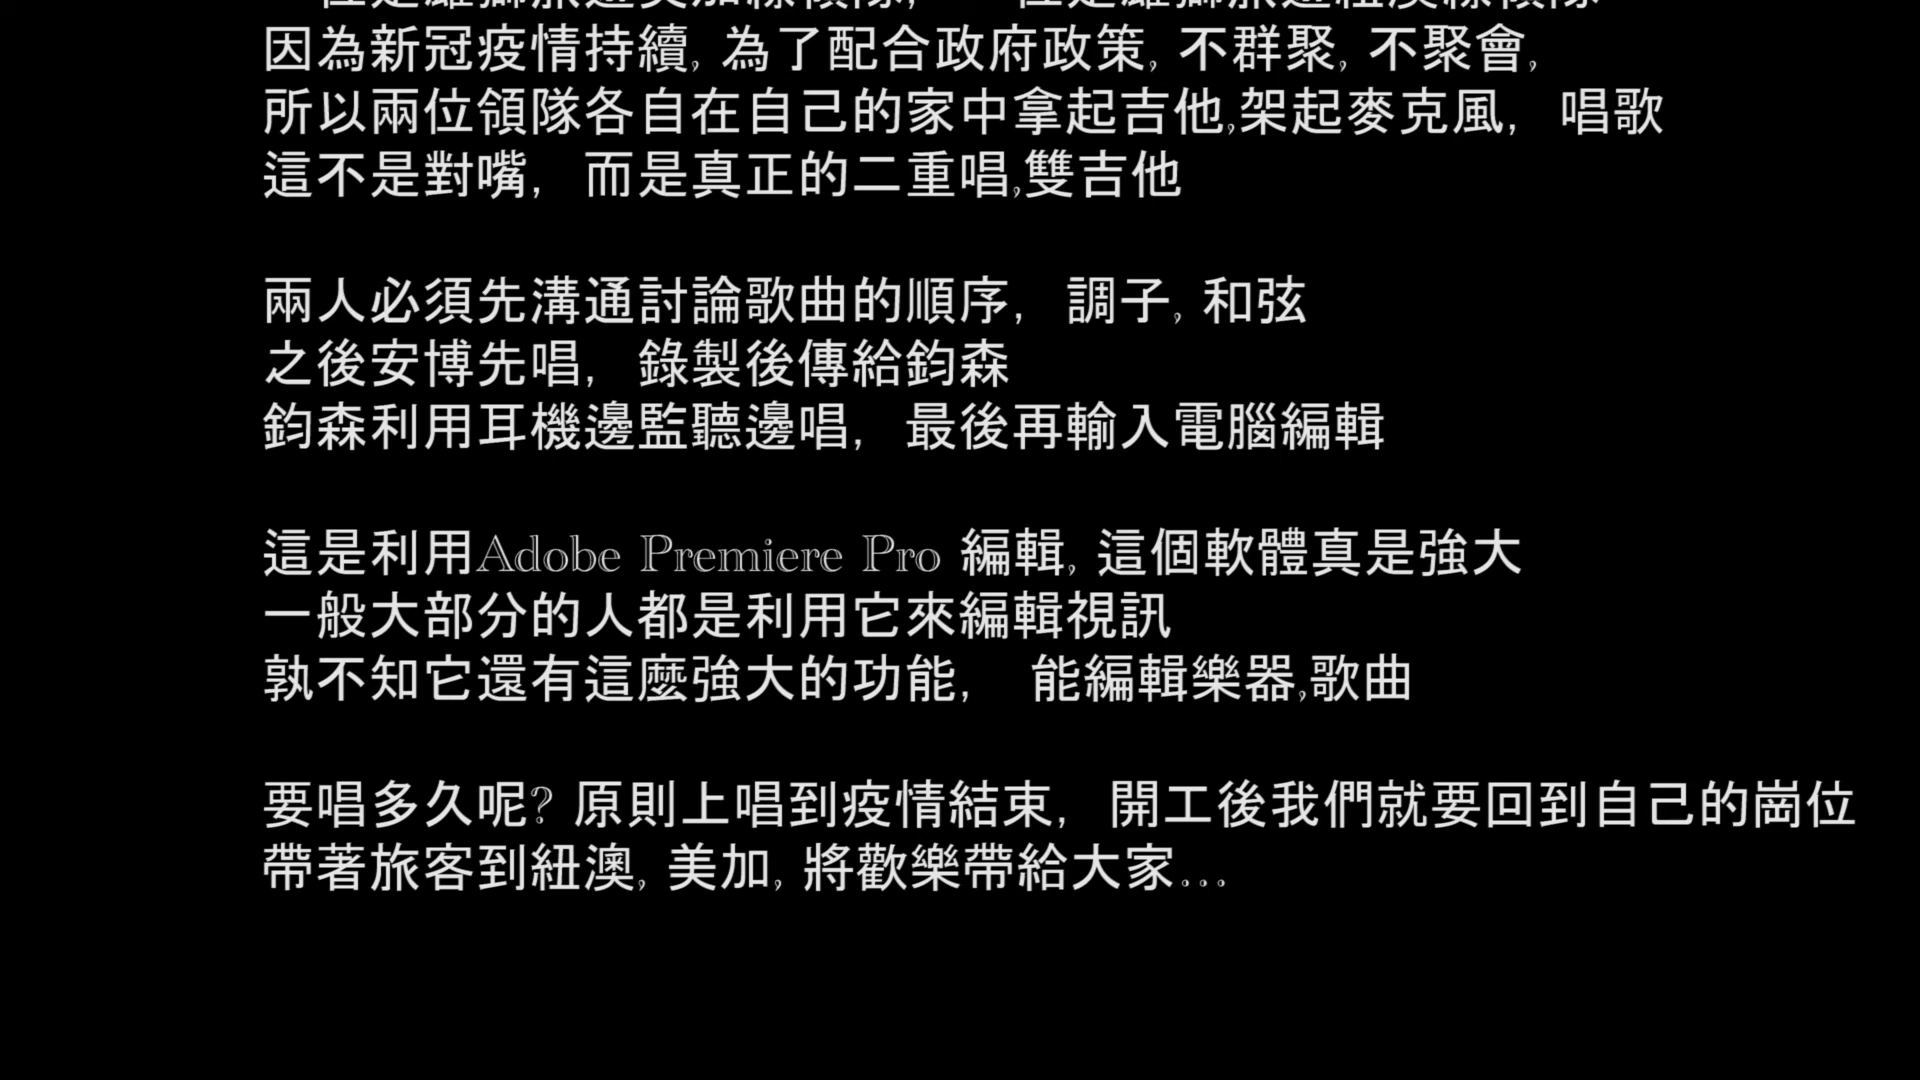 因為新冠疫情持續, 為了配合政府政策, 不群聚, 不聚會,
所以兩位領隊各自在自己的家中拿起吉他,架起麥克風, 唱歌
這不是對嘴, 而是真正的二重唱,雙吉他
兩人必須先溝通討論歌曲的順序, 調子, 和弦
之後安博先唱, 錄製後傳給鈞森
鈞森利用耳機邊監聽邊唱, 最後再輸入電腦編輯
這是利用Adobe Premiere Pro 編輯, 這個軟體真是強大
一般大部分的人都是利用它來編輯視訊
孰不知它還有這麼強大的功能, 能編輯樂器,歌曲
要唱多久呢? 原則上唱到疫情結束, 開工後我們就要回到自己的崗位
帶著旅客到紐澳, 美加, 將歡樂帶給大家...